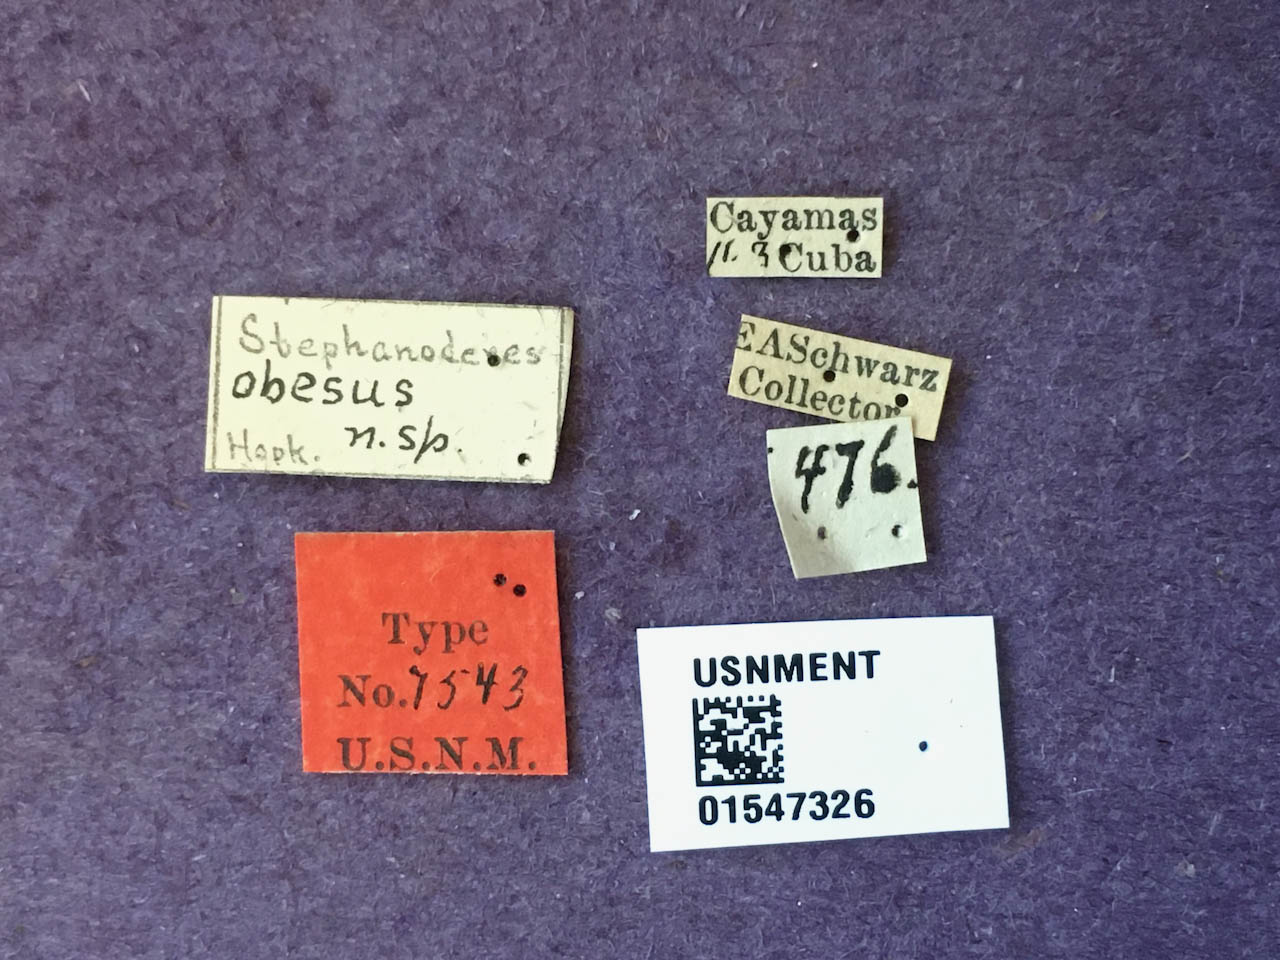 Cayamas
Cuba
EASchwarz
Collector
476.
Stephanoderes
obesus
n. sp.
Hopk.
Type
No. 7543
U.S.N.M.
USNMENT
01547326